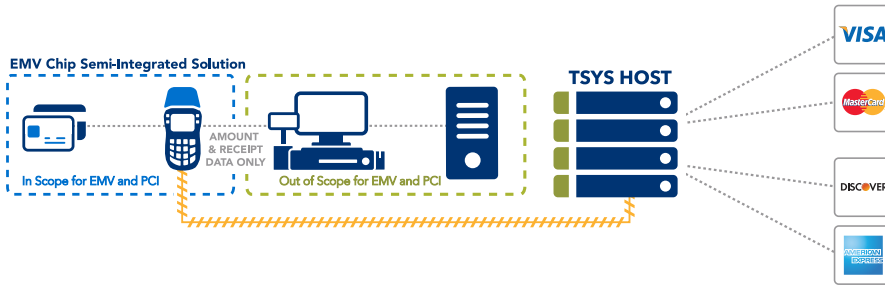 EMV Chip Semi-Integrated Solution
AMOUNT
& RECEIPT
DATA ONLY
In Scope for EMV and PCI
Out of Scope for EMV and PCI
TSYS HOST
VISA
MasterCard
DISCOVER
AMERICAN
EXPRESS